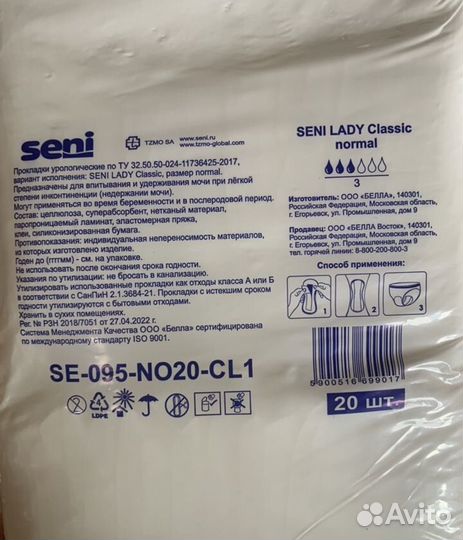 seni
TZMO SA
www.seni.ru
www.tzmo-global.com
Прокладки урологические по ТУ 32.50.50-024-11736425-2017,
вариант исполнения: SENI LADY Classic, размер normal.
Предназначены для впитывания и удерживания мочи при лёгкой
степени инконтиненции (недержании мочи).
Могут применяться во время беременности и в послеродовой период.
Состав: целлюлоза, суперабсорбент, нетканый материал,
паропроницаемый ламинат, эластомерная пряжа,
клеи, силиконизированная бумага.
Противопоказания: индивидуальная непереносимость материалов,
из которых изготовлено изделие.
Годен до (ггггмм) - см. на упаковке.
Не использовать после окончания срока годности.
Указания по утилизации: не бросать в канализацию.
Утилизировать использованные прокладки как отходы класса А или Б
в соответствии с СанПиН 2.1.3684-21. Прокладки с истекшим сроком
годности утилизируются с бытовыми отходами.
Хранить в сухих помещениях.
Рег. № РЗН 2018/7051 от 27.04.2022 г.
Система Менеджмента Качества ООО «Белла» сертифицирована
по международному стандарту ISO 9001.
SE-095-NO20-CL1
4
LDPE
SENI LADY Classic
normal
3
Изготовитель: ООО «БЕЛЛА», 140301,
Российская Федерация, Московская область,
г. Егорьевск, ул. Промышленная, дом 9
Продавец: ООО «БЕЛЛА Восток», 140301,
Российская Федерация, Московская область,
г. Егорьевск, ул. Промышленная, дом 9
тел. горячей линии: 8-800-200-800-3
Способ применения:
1
2
3
5900516899017
20 шт.
Avito